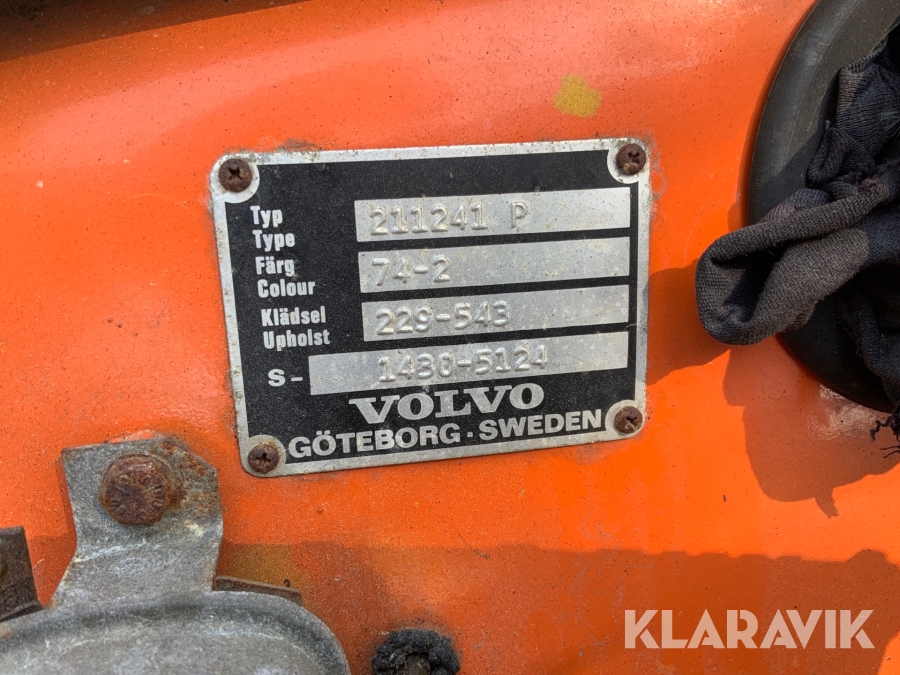 Typ
Type
211241 P
Färg
Colour
74-2
Klädsel
Upholst
229-543
S- 1430-5124
VOLVO
GÖTEBORG · SWEDEN
KLARAVIK